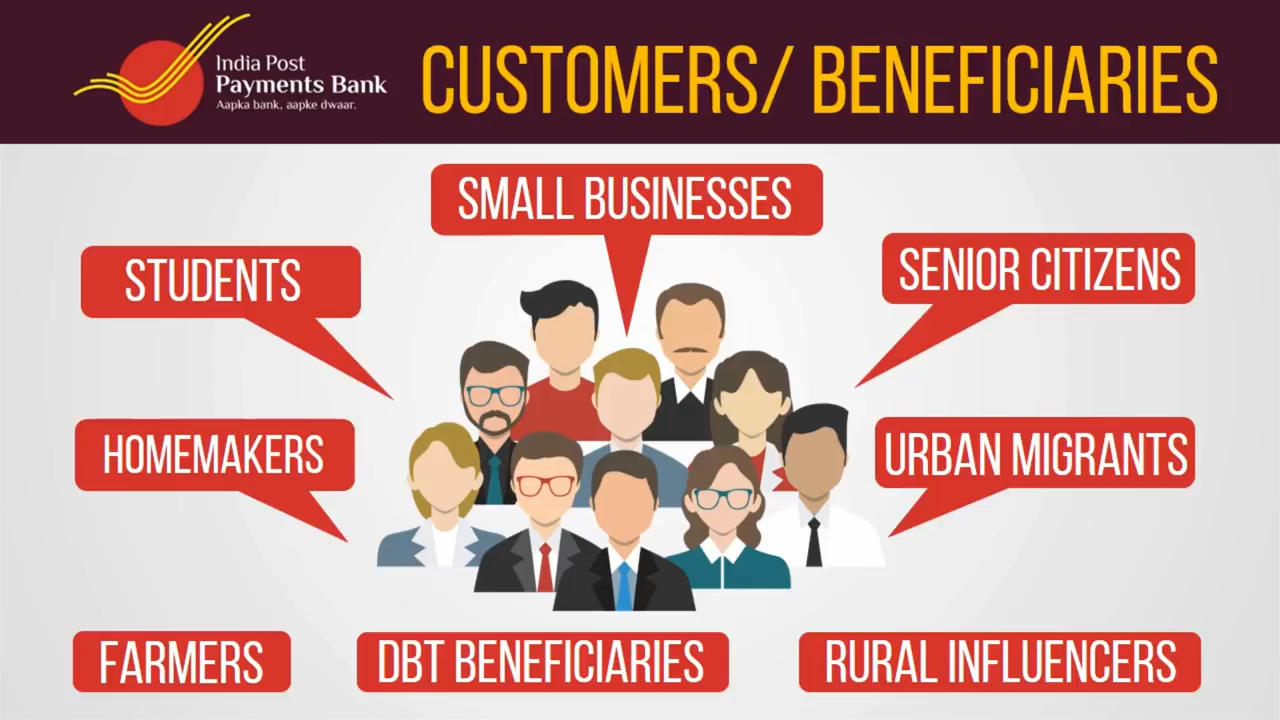 India Post
Payments Bank
Aapka bank, aapke dwaar.
CUSTOMERS/ BENEFICIARIES
SMALL BUSINESSES
STUDENTS
SENIOR CITIZENS
HOMEMAKERS
URBAN MIGRANTS
FARMERS
DBT BENEFICIARIES
RURAL INFLUENCERS